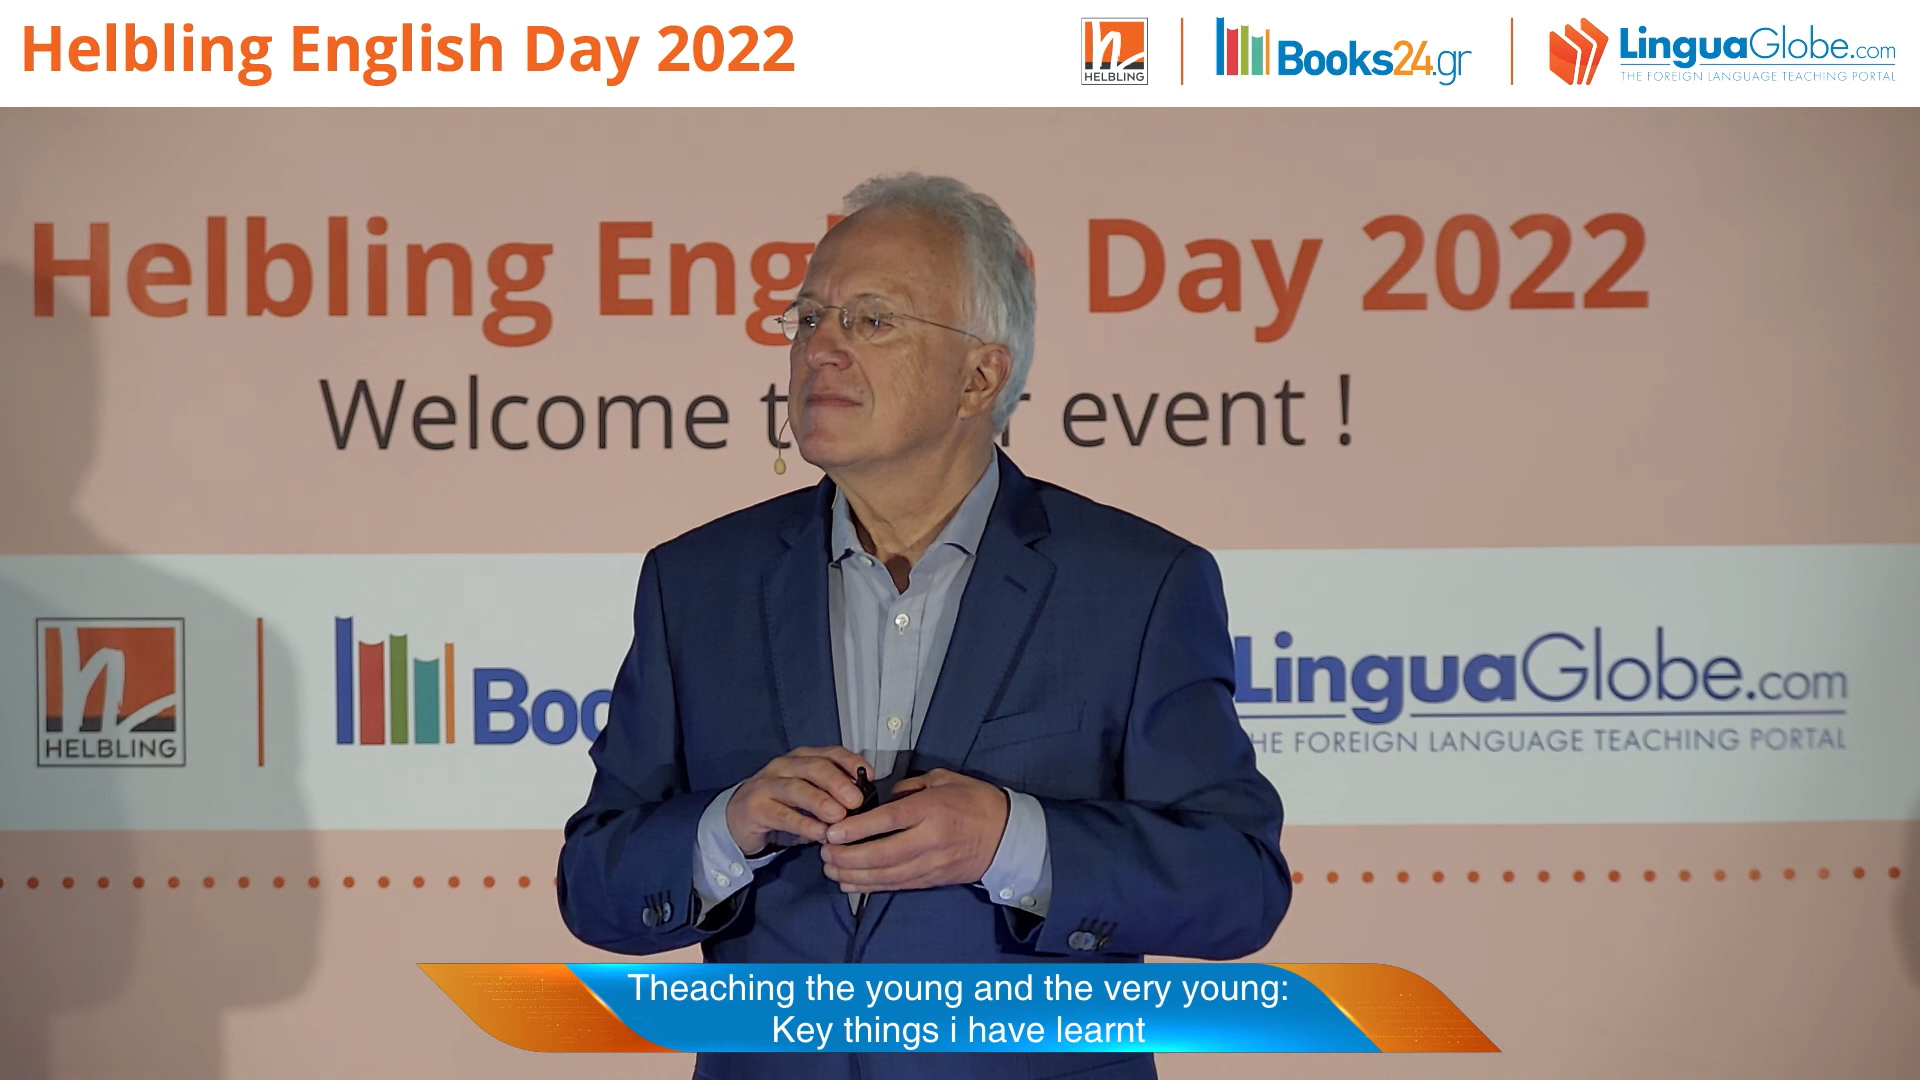 Helbling English Day 2022
HELBLING
Books24.gr
LinguaGlobe.com
THE FOREIGN LANGUAGE TEACHING PORTAL
Helbling Eng Day 2022
Welcome t r event !
HELBLING
Boo
LinguaGlobe.com
HE FOREIGN LANGUAGE TEACHING PORTAL
Theaching the young and the very young:
Key things i have learnt